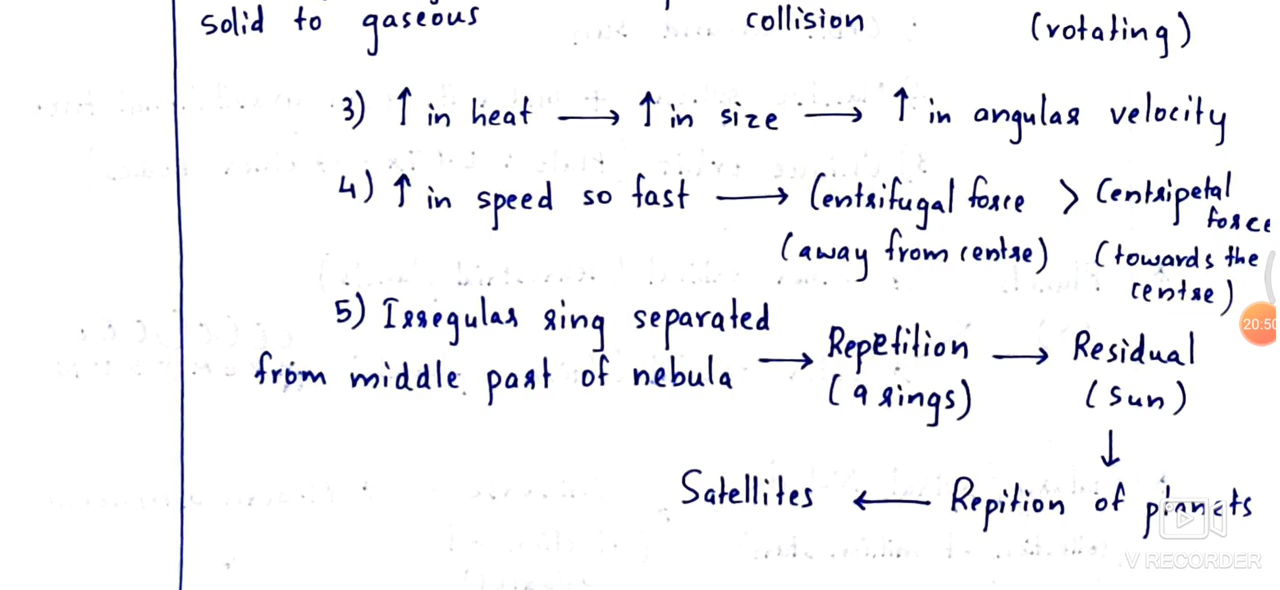 solid to gaseous collision (rotating)
3) ↑ in heat → ↑ in size → ↑ in angular velocity
4) ↑ in speed so fast → Centrifugal force > Centripetal force
(away from centre) (towards the centre)
5) Irregular ring separated
from middle part of nebula → Repetition → Residual
(9 rings) (sun)
↓
Satellites ← Repition of planets
20:50
V RECORDER